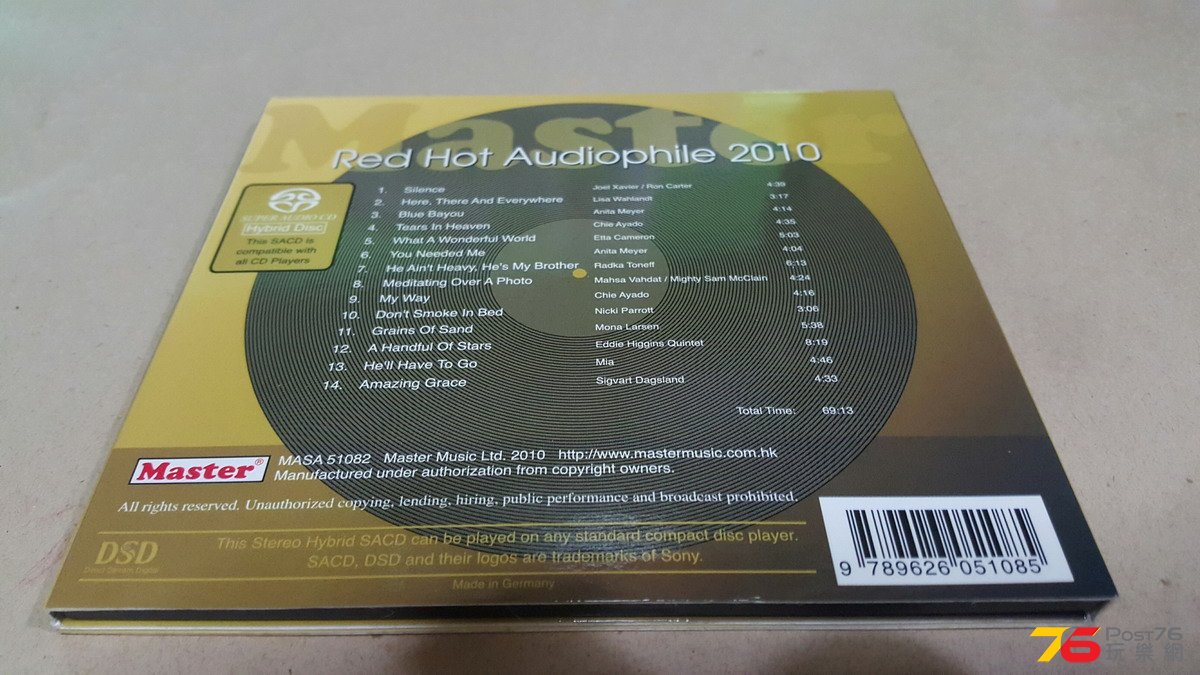 Master
Red Hot Audiophile 2010
SUPER AUDIO CD
Hybrid Disc
This SACD is
compatible with
all CD Players
1. Silence Joel Xavier / Ron Carter 4:39
2. Here, There And Everywhere Lisa Wahlandt 3:17
3. Blue Bayou Anita Meyer 4:14
4. Tears In Heaven Chie Ayado 4:35
5. What A Wonderful World Etta Cameron 5:03
6. You Needed Me Anita Meyer 4:04
7. He Ain't Heavy, He's My Brother Radka Toneff 6:13
8. Meditating Over A Photo Mahsa Vahdat / Mighty Sam McClain 4:24
9. My Way Chie Ayado 4:16
10. Don't Smoke In Bed Nicki Parrott 3:06
11. Grains Of Sand Mona Larsen 5:38
12. A Handful Of Stars Eddie Higgins Quintet 8:19
13. He'll Have To Go Mia 4:46
14. Amazing Grace Sigvart Dagsland 4:33
Total Time: 69:13
Master® MASA 51082 Master Music Ltd. 2010 http://www.mastermusic.com.hk
Manufactured under authorization from copyright owners.
All rights reserved. Unauthorized copying, lending, hiring, public performance and broadcast prohibited.
DSD
Direct Stream Digital
This Stereo Hybrid SACD can be played on any standard compact disc player.
SACD, DSD and their logos are trademarks of Sony.
Made in Germany
9 789626 051085
76 Post76
玩樂網